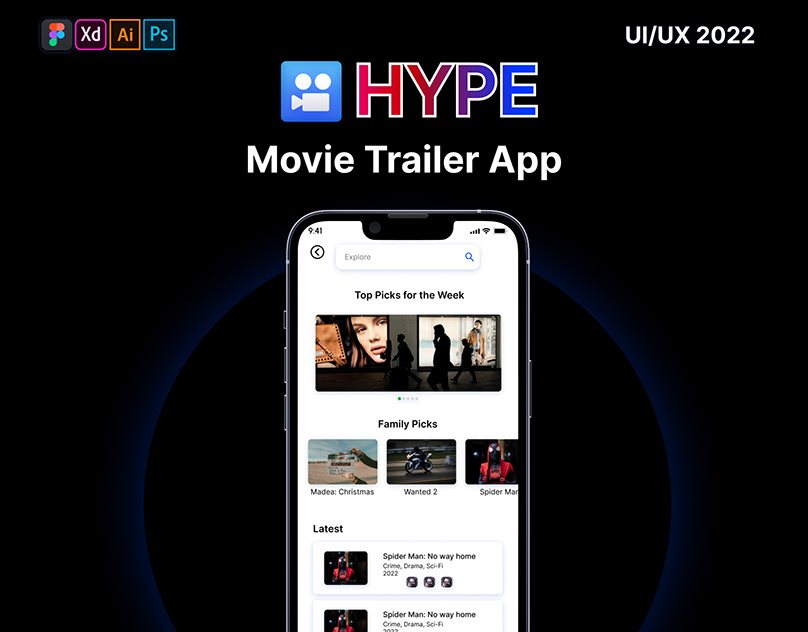 Xd Ai Ps
UI/UX 2022
HYPE
Movie Trailer App
9:41
Explore
Top Picks for the Week
Family Picks
Madea: Christmas
Wanted 2
Spider Man
Latest
Spider Man: No way home
Crime, Drama, Sci-Fi
2022
Spider Man: No way home
Crime, Drama, Sci-Fi
2022